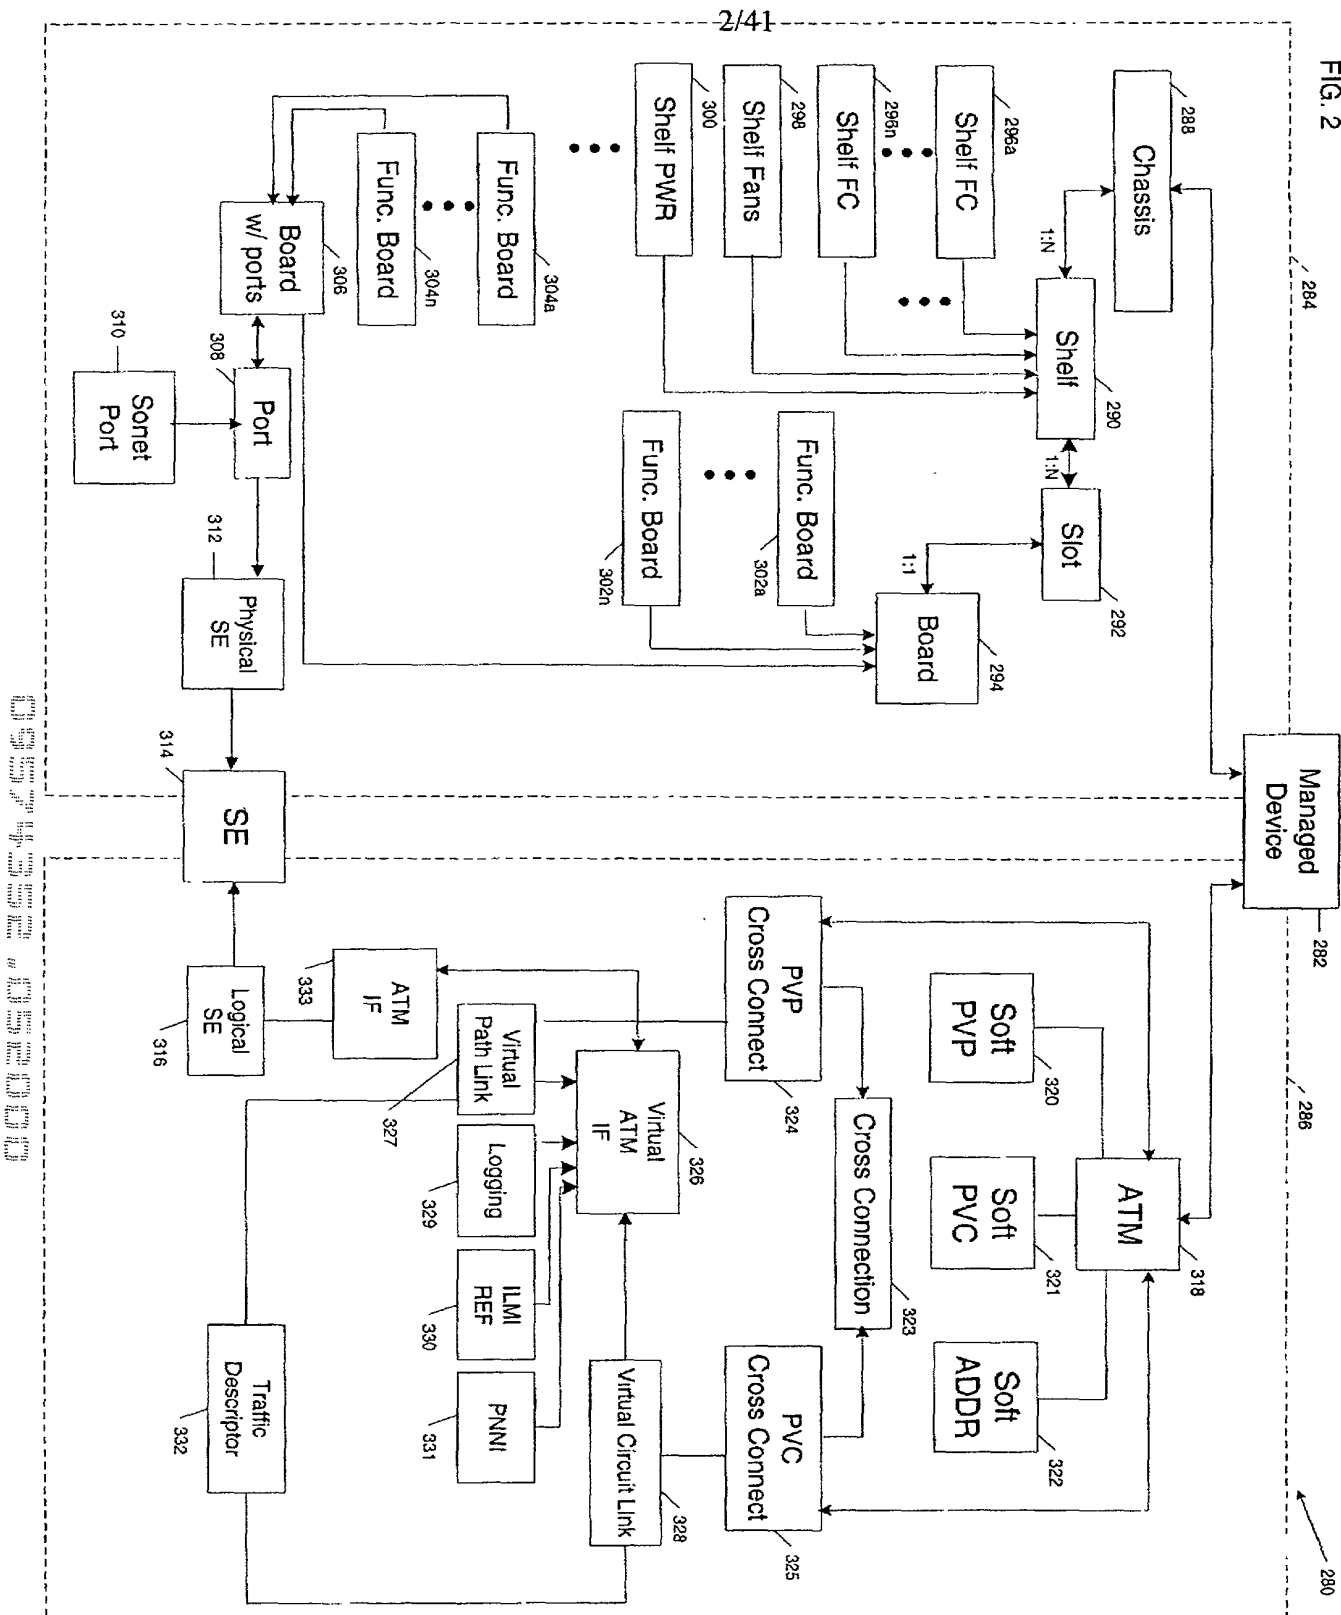 2/41
FIG. 2
280
Managed
Device
282
284
286
288
Chassis
1:N
Shelf
290
1:N
Slot
292
1:1
Board
294
296a
Shelf FC
296n
Shelf FC
298
Shelf Fans
300
Shelf PWR
Func. Board
302a
Func. Board
302n
Func. Board
304a
Func. Board
304n
Board
w/ ports
306
308
Port
310
Sonet
Port
312
Physical
SE
314
SE
Logical
SE
316
ATM
318
Soft
PVP
320
Soft
PVC
321
Soft
ADDR
322
Cross Connection
323
PVP
Cross Connect
324
PVC
Cross Connect
325
Virtual
ATM
IF
326
Virtual
Path Link
327
Virtual Circuit Link
328
Logging
329
ILMI
REF
330
PNNI
331
Traffic
Descriptor
332
ATM
IF
333
09574352.052000